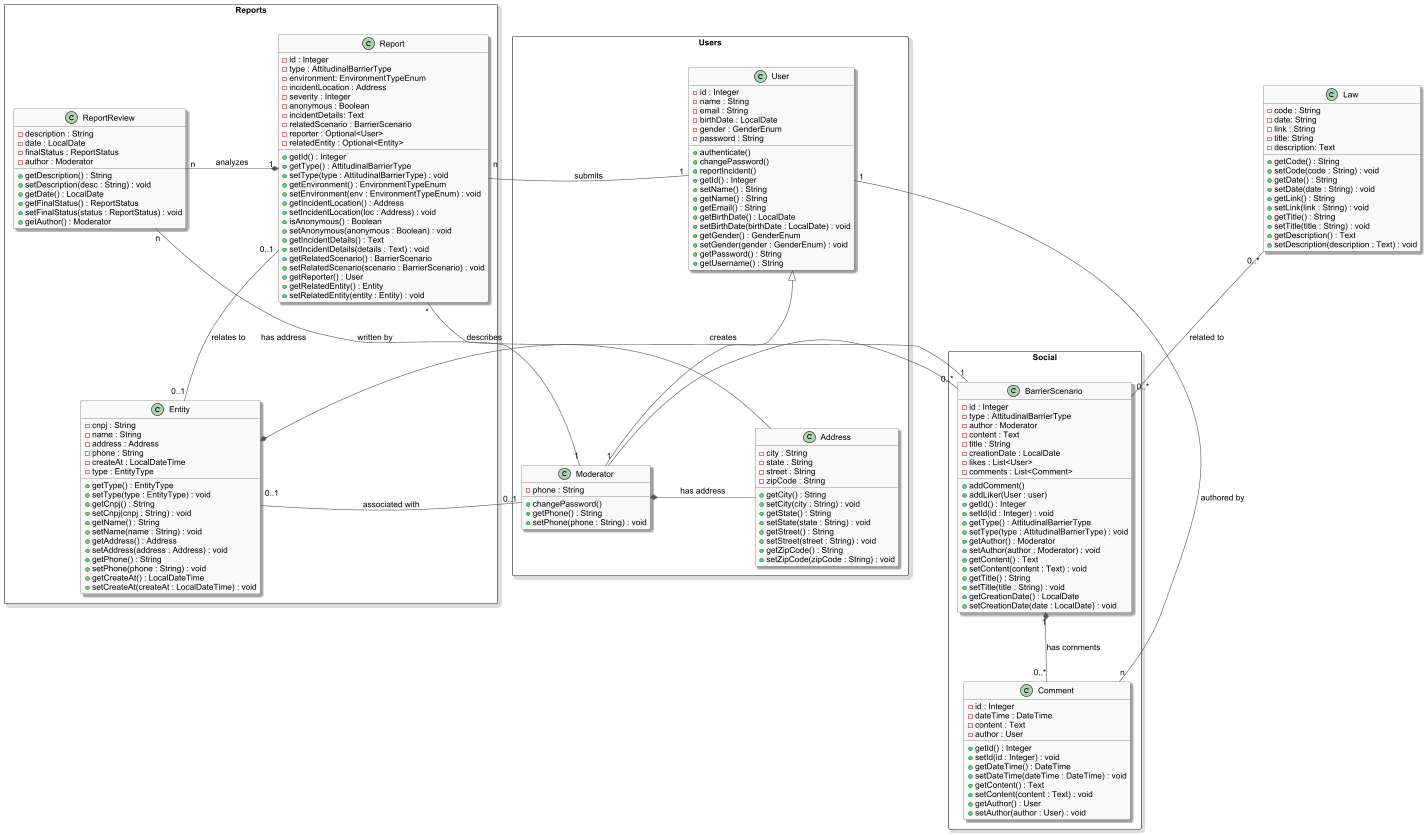 Reports
C Report
id : Integer
type : AttitudinalBarrierType
environment: EnvironmentTypeEnum
incidentLocation : Address
severity : Integer
anonymous : Boolean
incidentDetails: Text
relatedScenario : BarrierScenario
reporter : Optional<User>
relatedEntity : Optional<Entity>
getId() : Integer
getType() : AttitudinalBarrierType
setType(type : AttitudinalBarrierType) : void
getEnvironment() : EnvironmentTypeEnum
setEnvironment(env : EnvironmentTypeEnum) : void
getIncidentLocation() : Address
setIncidentLocation(loc : Address) : void
isAnonymous() : Boolean
setAnonymous(anonymous : Boolean) : void
getIncidentDetails() : Text
setIncidentDetails(details : Text) : void
getRelatedScenario() : BarrierScenario
setRelatedScenario(scenario : BarrierScenario) : void
getReporter() : User
getRelatedEntity() : Entity
setRelatedEntity(entity : Entity) : void
C ReportReview
description : String
date : LocalDate
finalStatus : ReportStatus
author : Moderator
getDescription() : String
setDescription(desc : String) : void
getDate() : LocalDate
getFinalStatus() : ReportStatus
setFinalStatus(status : ReportStatus) : void
getAuthor() : Moderator
n
analyzes
1
n
0..1
*
relates to
has address
written by
describes
0..1
C Entity
cnpj : String
name : String
address : Address
phone : String
createAt : LocalDateTime
type : EntityType
getType() : EntityType
setType(type : EntityType) : void
getCnpj() : String
setCnpj(cnpj : String) : void
getName() : String
setName(name : String) : void
getAddress() : Address
setAddress(address : Address) : void
getPhone() : String
setPhone(phone : String) : void
getCreateAt() : LocalDateTime
setCreateAt(createAt : LocalDateTime) : void
0..1
associated with
0..1
n
submits
1
Users
C User
id : Integer
name : String
email : String
birthDate : LocalDate
gender : GenderEnum
password : String
authenticate()
changePassword()
reportIncident()
getId() : Integer
setName() : String
getName() : String
getEmail() : String
getBirthDate() : LocalDate
setBirthDate(birthDate : LocalDate) : void
getGender() : GenderEnum
setGender(gender : GenderEnum) : void
getPassword() : String
getUsername() : String
1
creates
1
1
C Moderator
phone : String
changePassword()
getPhone() : String
setPhone(phone : String) : void
has address
C Address
city : String
state : String
street : String
zipCode : String
getCity() : String
setCity(city : String) : void
getState() : String
setState(state : String) : void
getStreet() : String
setStreet(street : String) : void
getZipCode() : String
setZipCode(zipCode : String) : void
Social
0..*
1
0..*
C BarrierScenario
id : Integer
type : AttitudinalBarrierType
author : Moderator
content : Text
title : String
creationDate : LocalDate
likes : List<User>
comments : List<Comment>
addComment()
addLiker(User : user)
getId() : Integer
setId(id : Integer) : void
getType() : AttitudinalBarrierType
setType(type : AttitudinalBarrierType) : void
getAuthor() : Moderator
setAuthor(author : Moderator) : void
getContent() : Text
setContent(content : Text) : void
getTitle() : String
setTitle(title : String) : void
getCreationDate() : LocalDate
setCreationDate(date : LocalDate) : void
1
has comments
0..*
n
C Comment
id : Integer
dateTime : DateTime
content : Text
author : User
getId() : Integer
setId(id : Integer) : void
getDateTime() : DateTime
setDateTime(dateTime : DateTime) : void
getContent() : Text
setContent(content : Text) : void
getAuthor() : User
setAuthor(author : User) : void
authored by
C Law
code : String
date: String
link : String
title: String
description: Text
getCode() : String
setCode(code : String) : void
getDate() : String
setDate(date : String) : void
getLink() : String
setLink(link : String) : void
getTitle() : String
setTitle(title : String) : void
getDescription() : Text
setDescription(description : Text) : void
0..*
related to